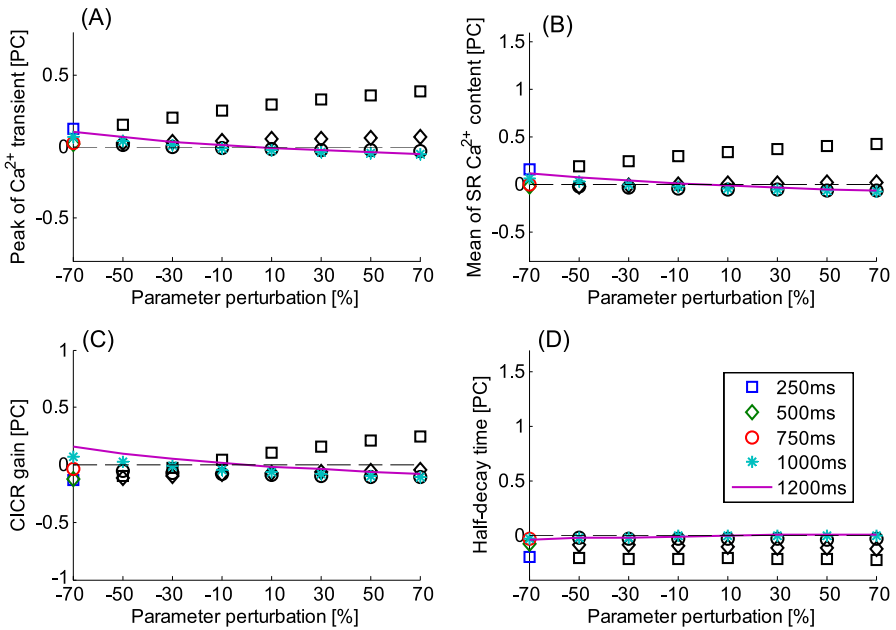 (A)
Peak of Ca2+ transient [PC]
0.5
0
-0.5
-70 -50 -30 -10 10 30 50 70
Parameter perturbation [%]
(B)
Mean of SR Ca2+ content [PC]
1.5
1
0.5
0
-0.5
-70 -50 -30 -10 10 30 50 70
Parameter perturbation [%]
(C)
CICR gain [PC]
1
0.5
0
-0.5
-1
-70 -50 -30 -10 10 30 50 70
Parameter perturbation [%]
(D)
Half-decay time [PC]
1.5
1
0.5
0
-70 -50 -30 -10 10 30 50 70
Parameter perturbation [%]
250ms
500ms
750ms
1000ms
1200ms